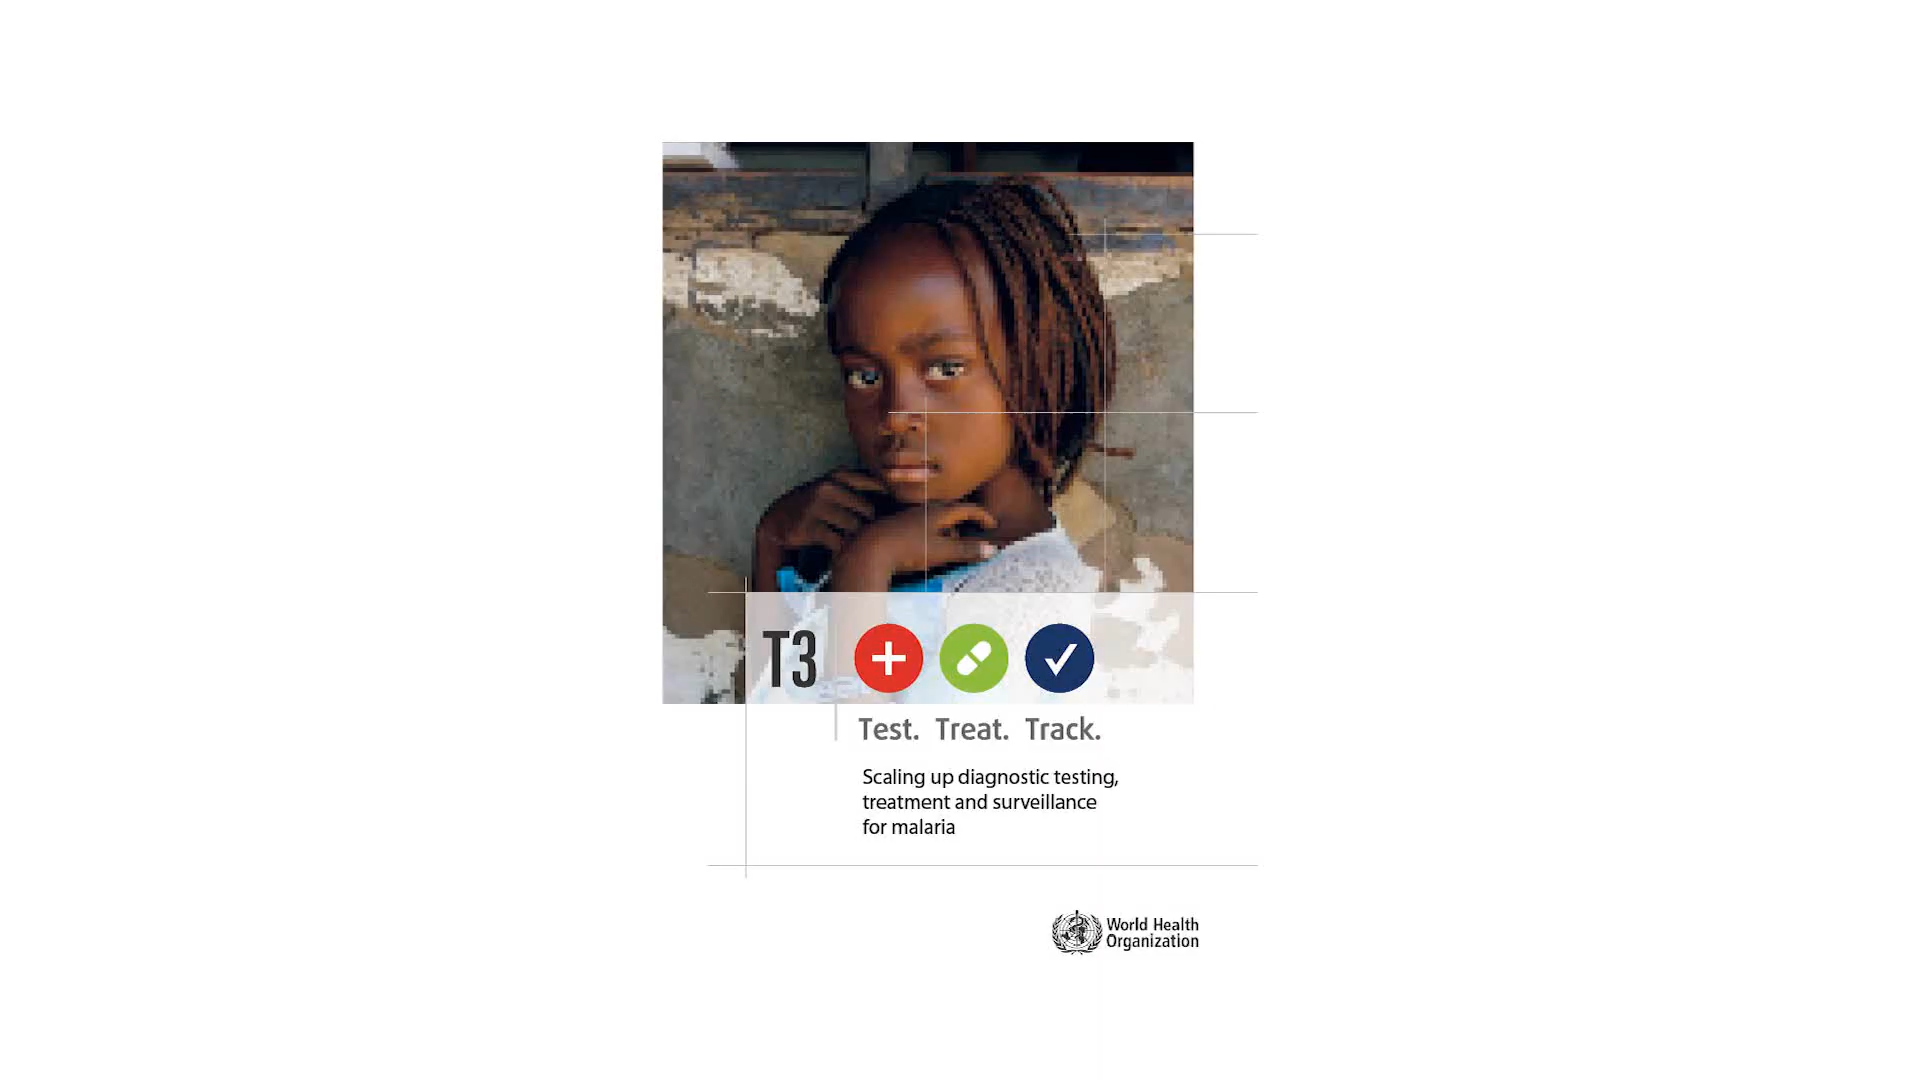 T3
Test. Treat. Track.
Scaling up diagnostic testing,
treatment and surveillance
for malaria
World Health
Organization